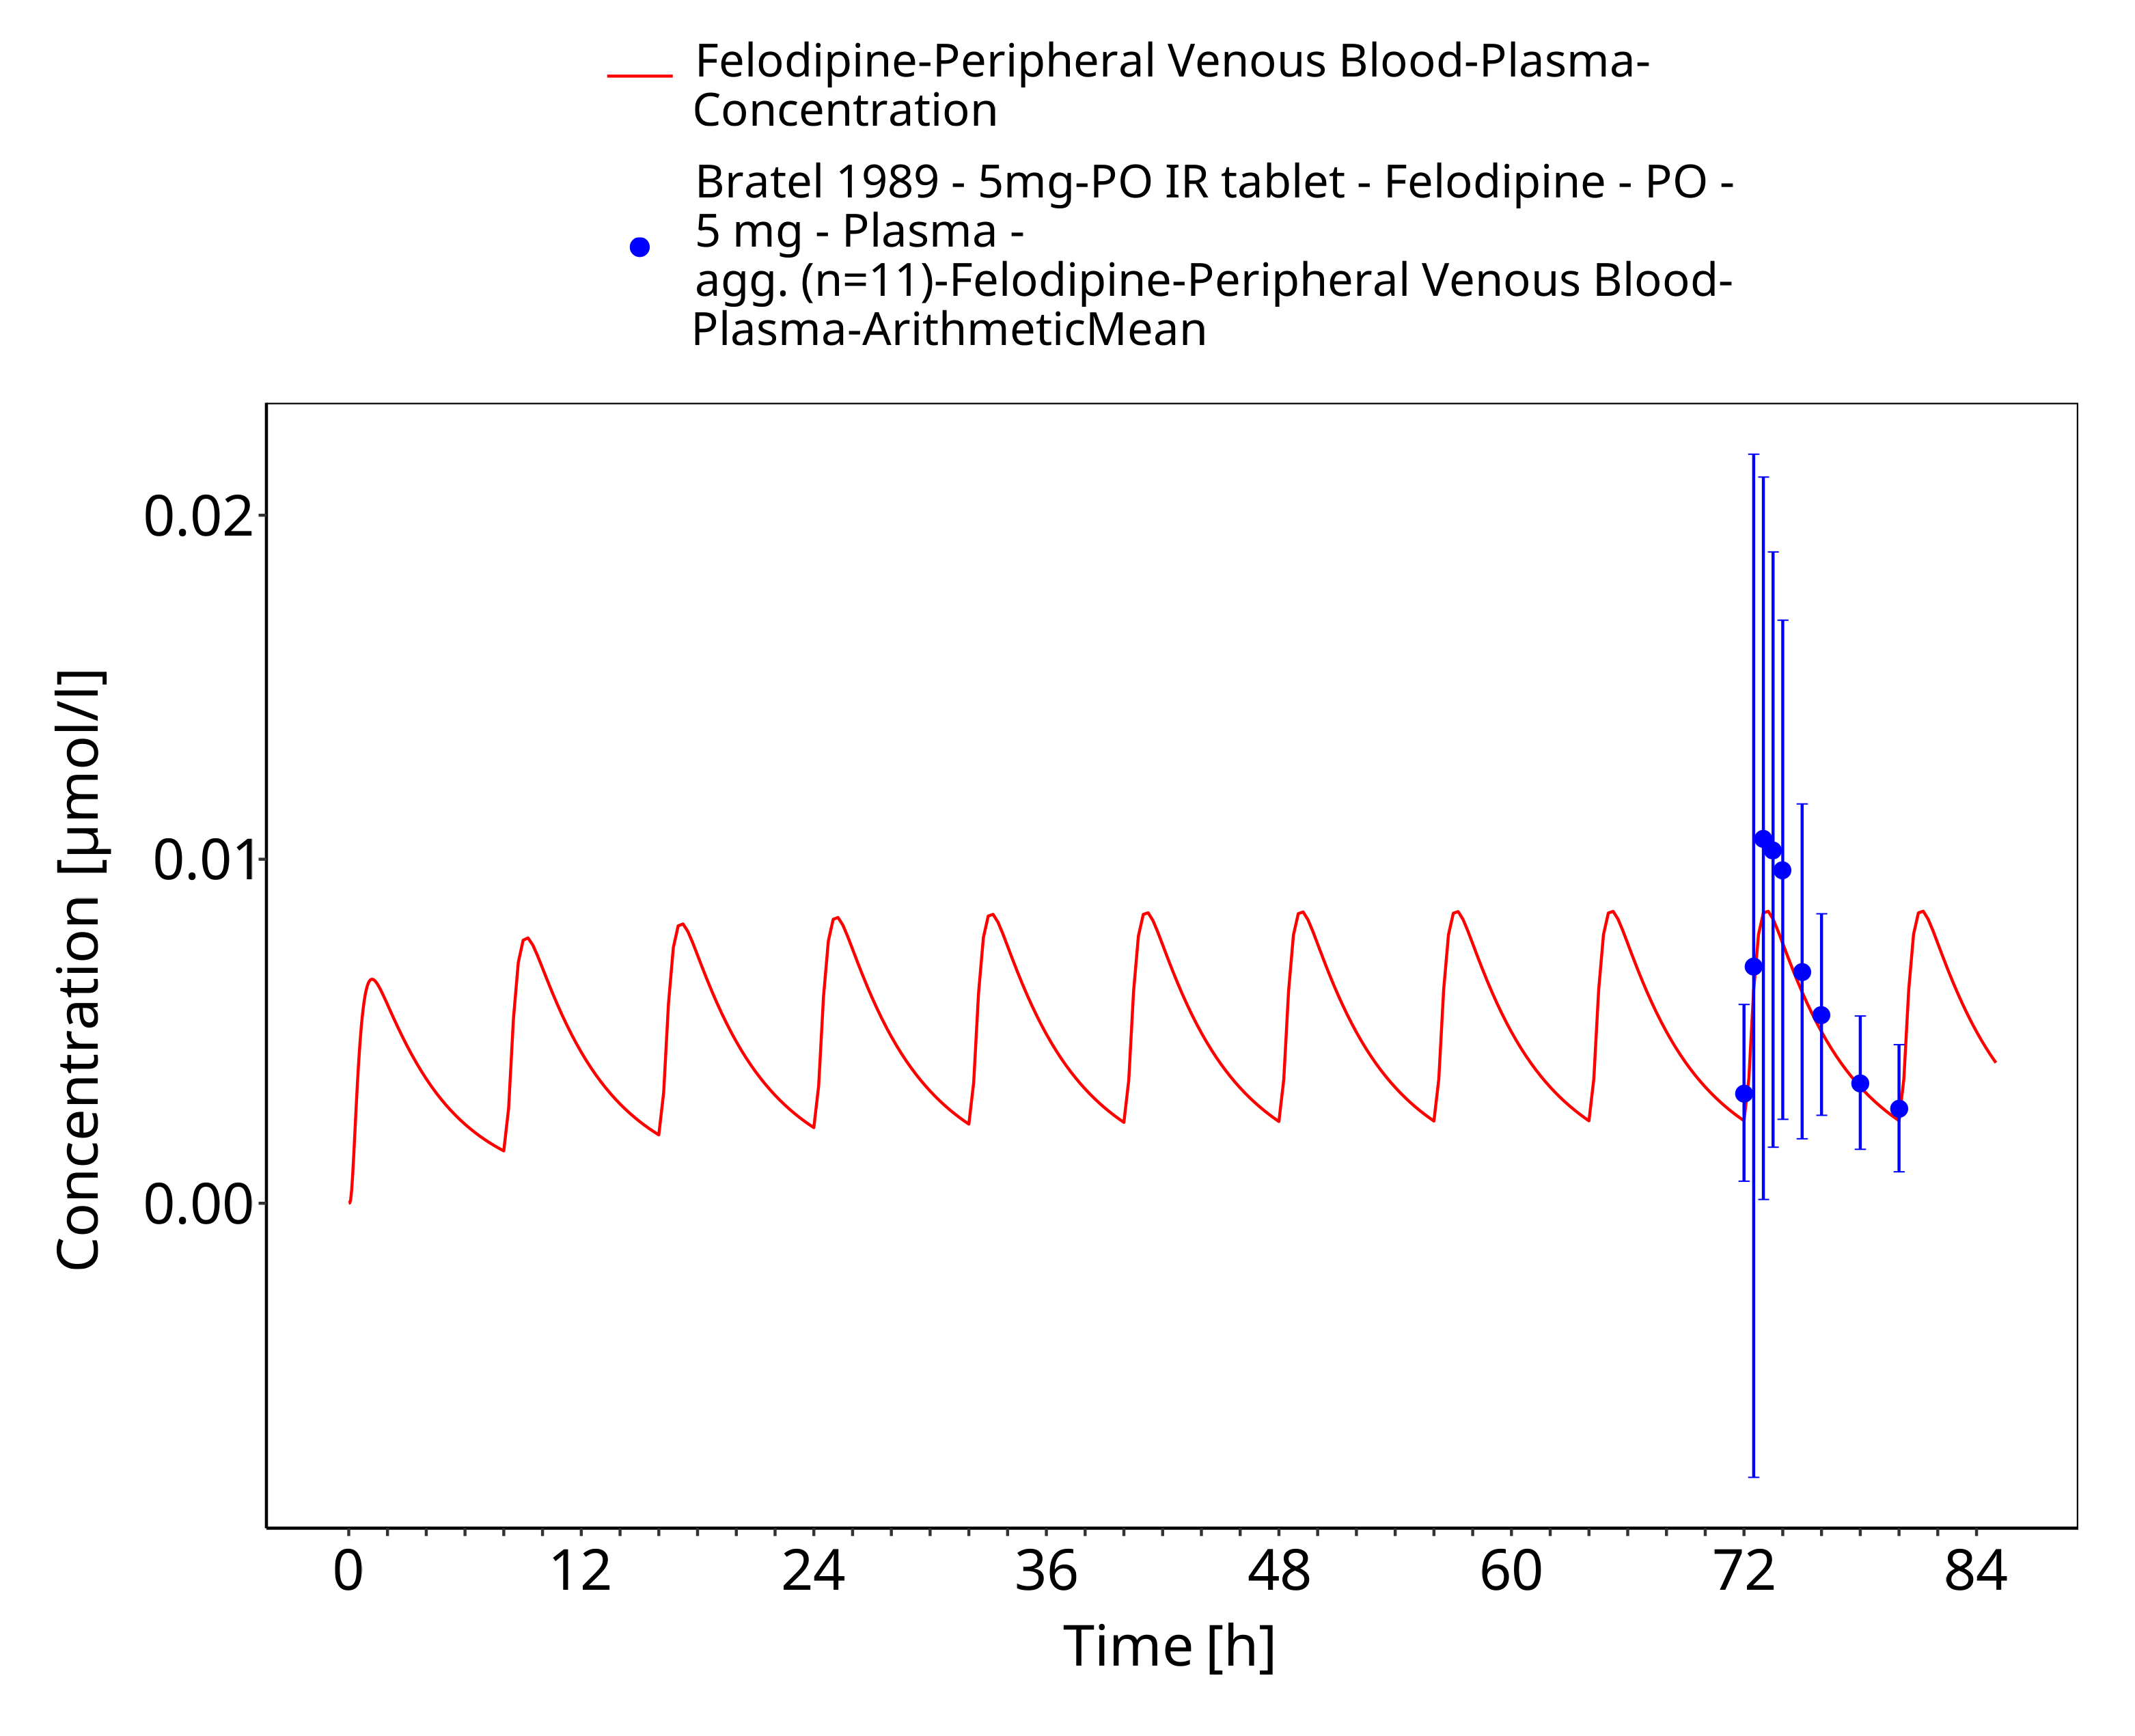 Felodipine-Peripheral Venous Blood-Plasma-
Concentration
Bratel 1989 - 5mg-PO IR tablet - Felodipine - PO -
5 mg - Plasma -
agg. (n=11)-Felodipine-Peripheral Venous Blood-
Plasma-ArithmeticMean
0.02
0.01
0.00
Concentration [µmol/l]
0 12 24 36 48 60 72 84
Time [h]